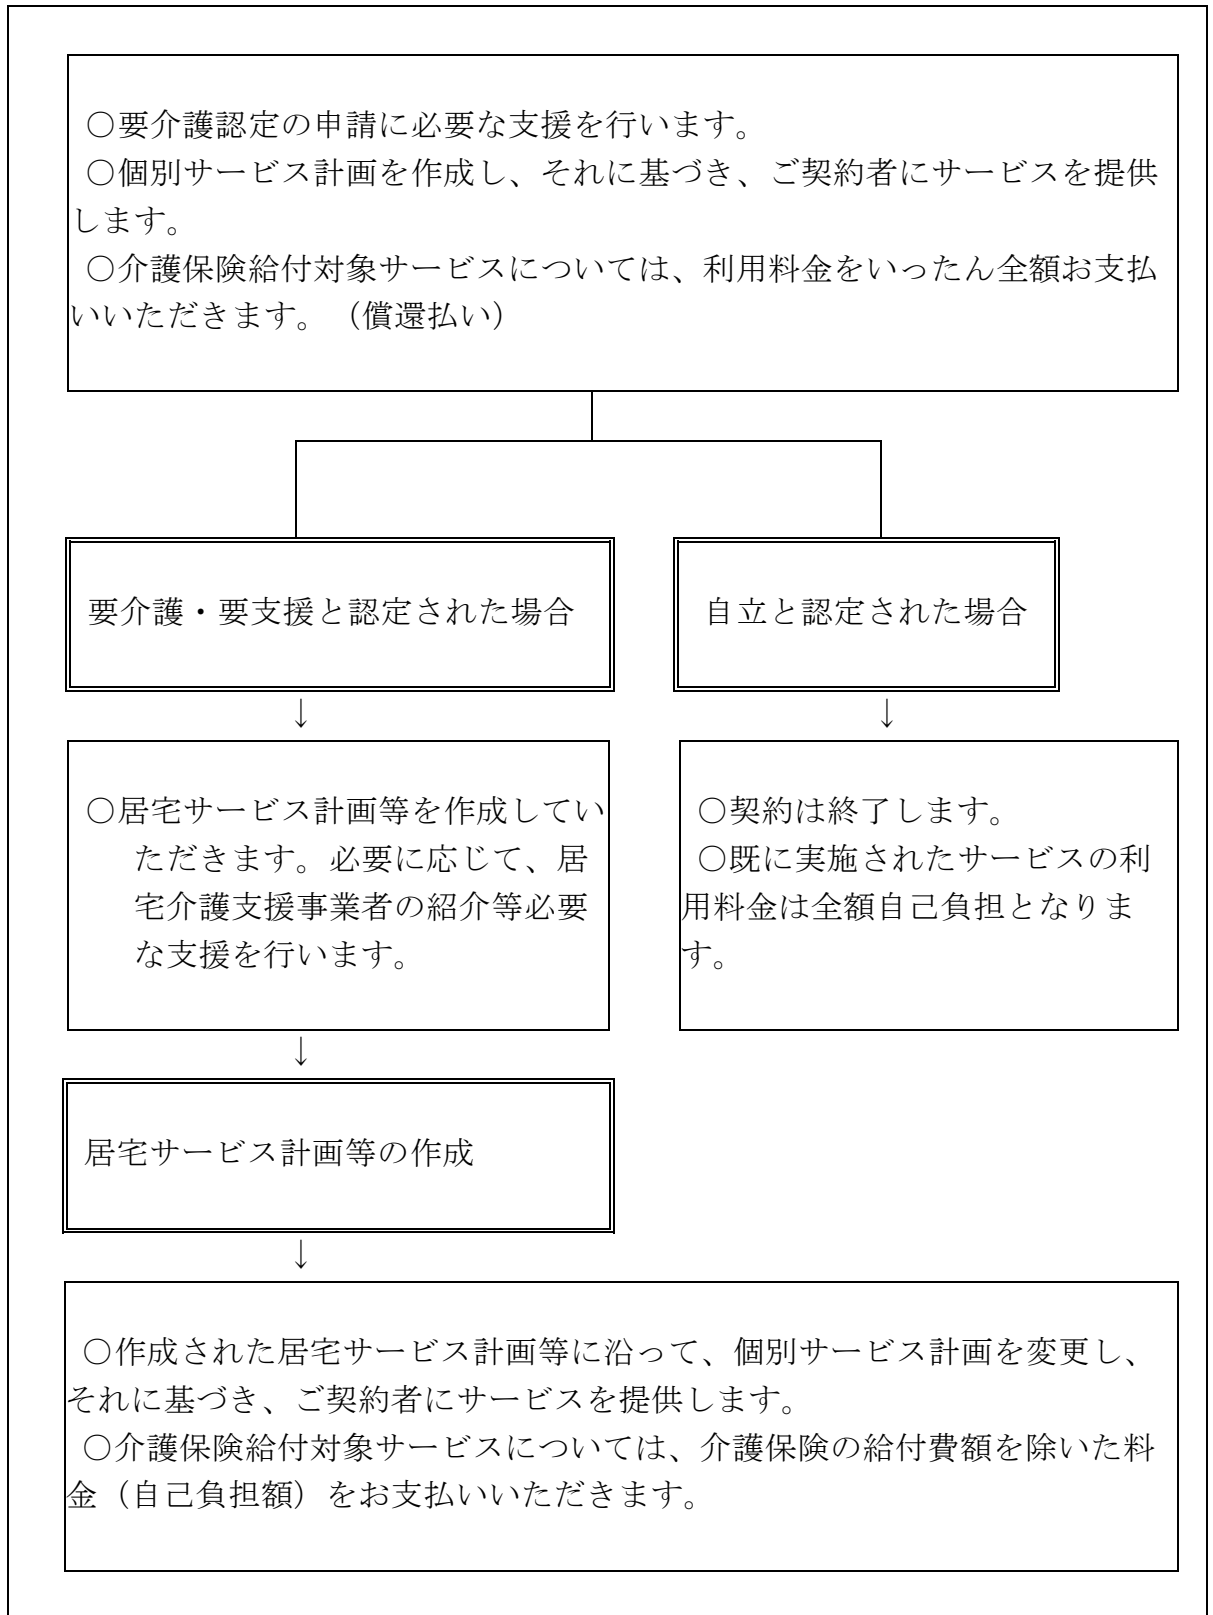 ○要介護認定の申請に必要な支援を行います。
○個別サービス計画を作成し、それに基づき、ご契約者にサービスを提供
します。
○介護保険給付対象サービスについては、利用料金をいったん全額お支払
いいただきます。（償還払い）
要介護・要支援と認定された場合
自立と認定された場合
↓
↓
○居宅サービス計画等を作成してい
ただきます。必要に応じて、居
宅介護支援事業者の紹介等必要
な支援を行います。
○契約は終了します。
○既に実施されたサービスの利
用料金は全額自己負担となりま
す。
↓
居宅サービス計画等の作成
↓
○作成された居宅サービス計画等に沿って、個別サービス計画を変更し、
それに基づき、ご契約者にサービスを提供します。
○介護保険給付対象サービスについては、介護保険の給付費額を除いた料
金（自己負担額）をお支払いいただきます。